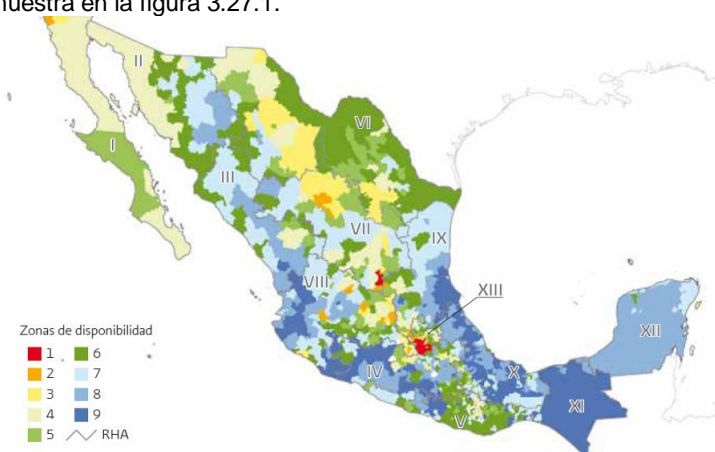 nuestra en la figura 3.27.1.
II
I
VI
III
VII
IX
VIII
XIII
XII
IV
X
XI
V
Zonas de disponibilidad
1 6
2 7
3 8
4 9
5 RHA